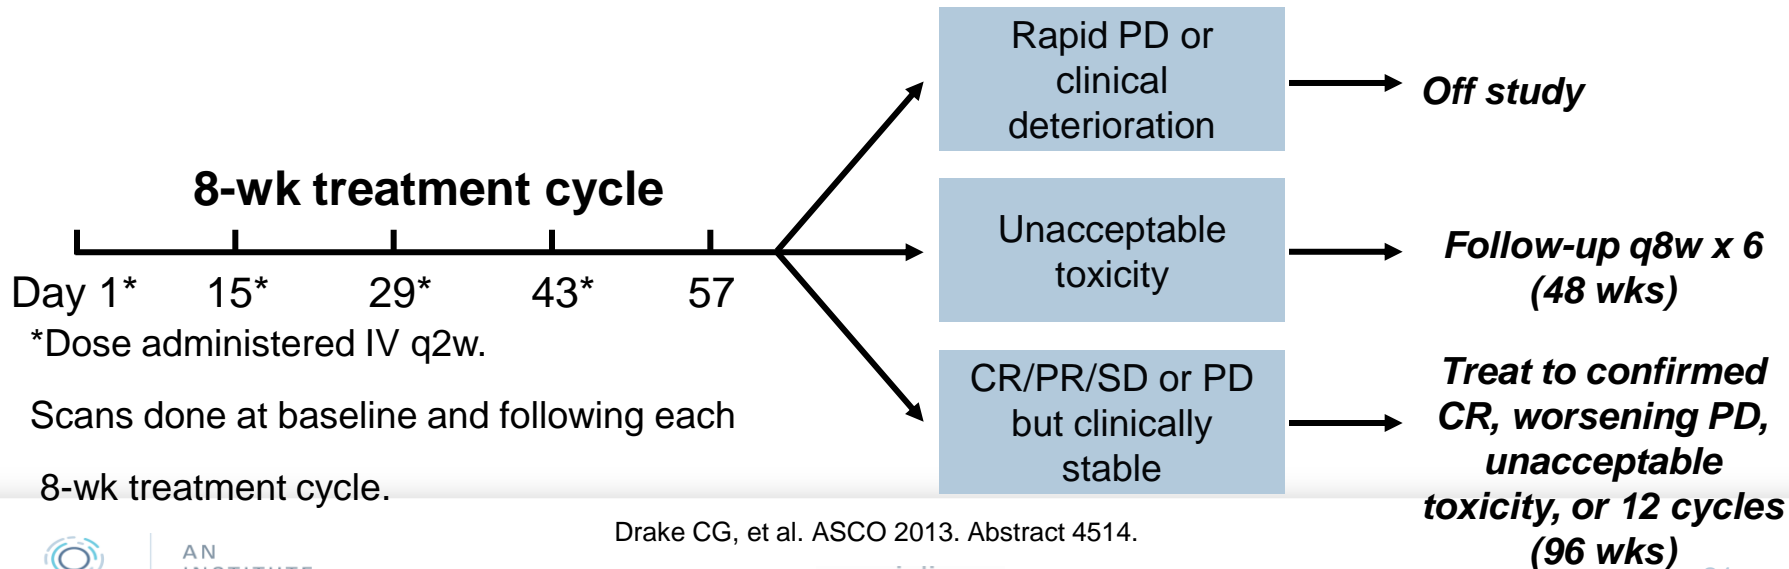 Rapid PD or
clinical
deterioration
Off study
8-wk treatment cycle
Day 1* 15* 29* 43* 57
Unacceptable
toxicity
Follow-up q8w x 6
(48 wks)
*Dose administered IV q2w.
Scans done at baseline and following each
8-wk treatment cycle.
CR/PR/SD or PD
but clinically
stable
Treat to confirmed
CR, worsening PD,
unacceptable
toxicity, or 12 cycles
(96 wks)
Drake CG, et al. ASCO 2013. Abstract 4514.
AN